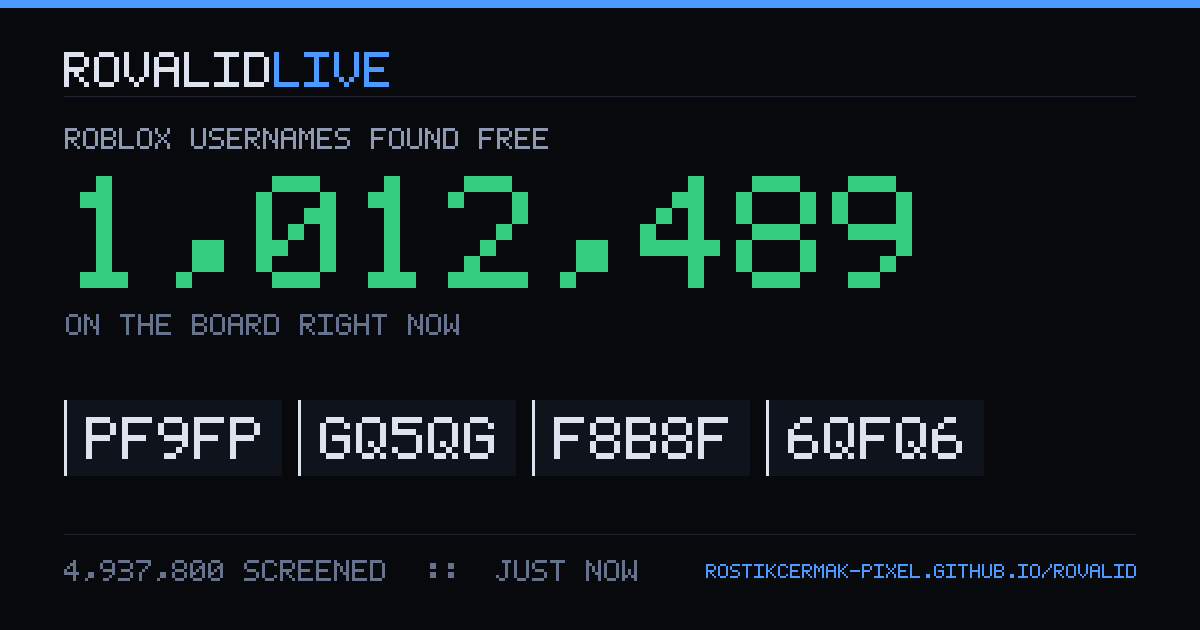 ROVALIDLIVE
ROBLOX USERNAMES FOUND FREE
1,012,489
ON THE BOARD RIGHT NOW
PF9FP GQ5QG F8B8F 6QFQ6
4,937,800 SCREENED :: JUST NOW ROSTIKCERMAK-PIXEL.GITHUB.IO/ROVALID